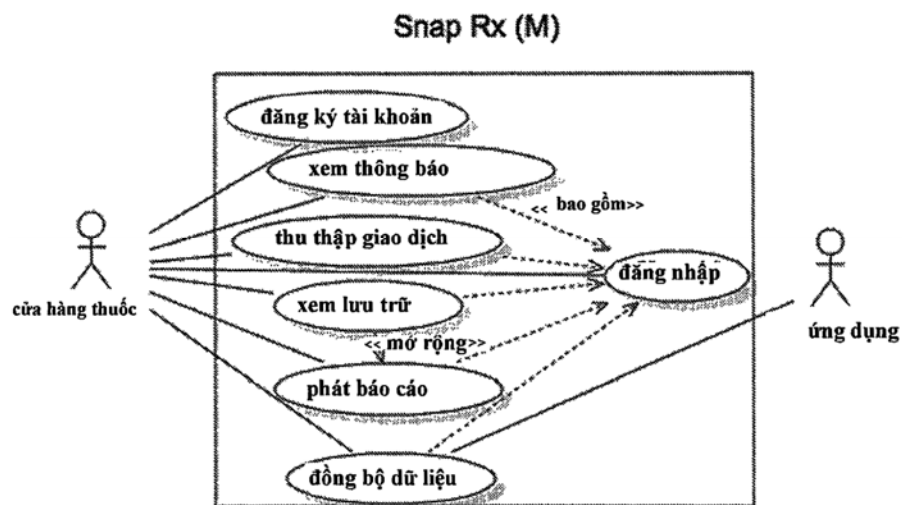 Snap Rx (M)
đăng ký tài khoản
xem thông báo
<< bao gồm>>
thu thập giao dịch
đăng nhập
xem lưu trữ
cửa hàng thuốc
<< mở rộng>>
ứng dụng
phát báo cáo
đồng bộ dữ liệu